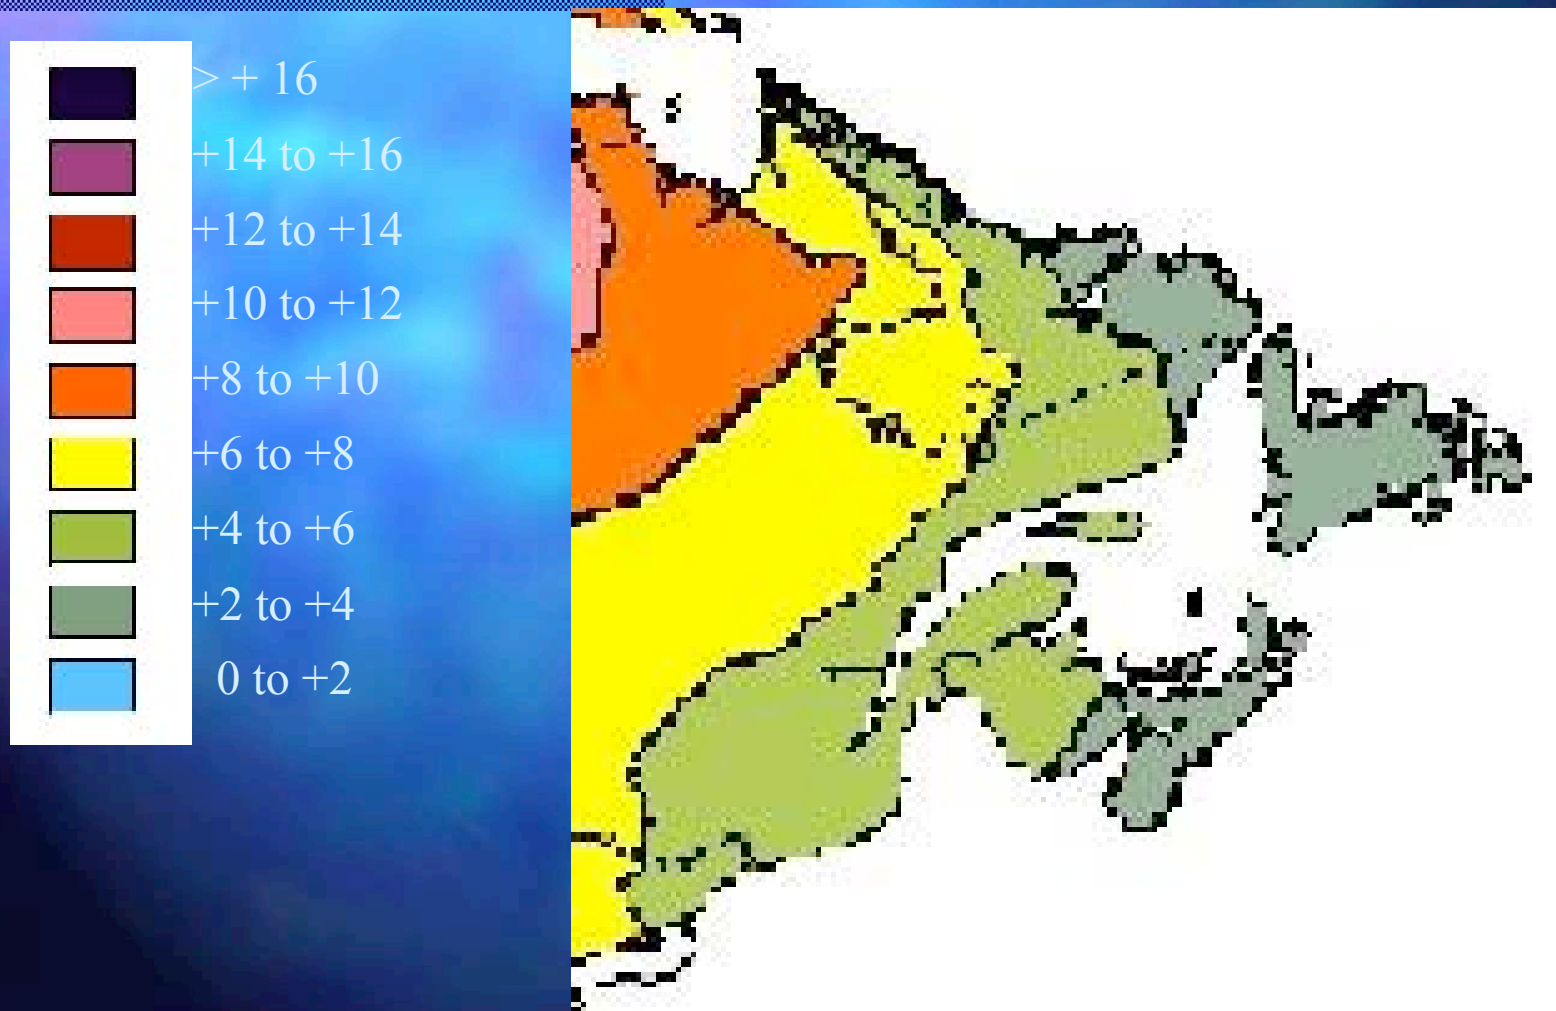 > + 16
+14 to +16
+12 to +14
+10 to +12
+8 to +10
+6 to +8
+4 to +6
+2 to +4
0 to +2